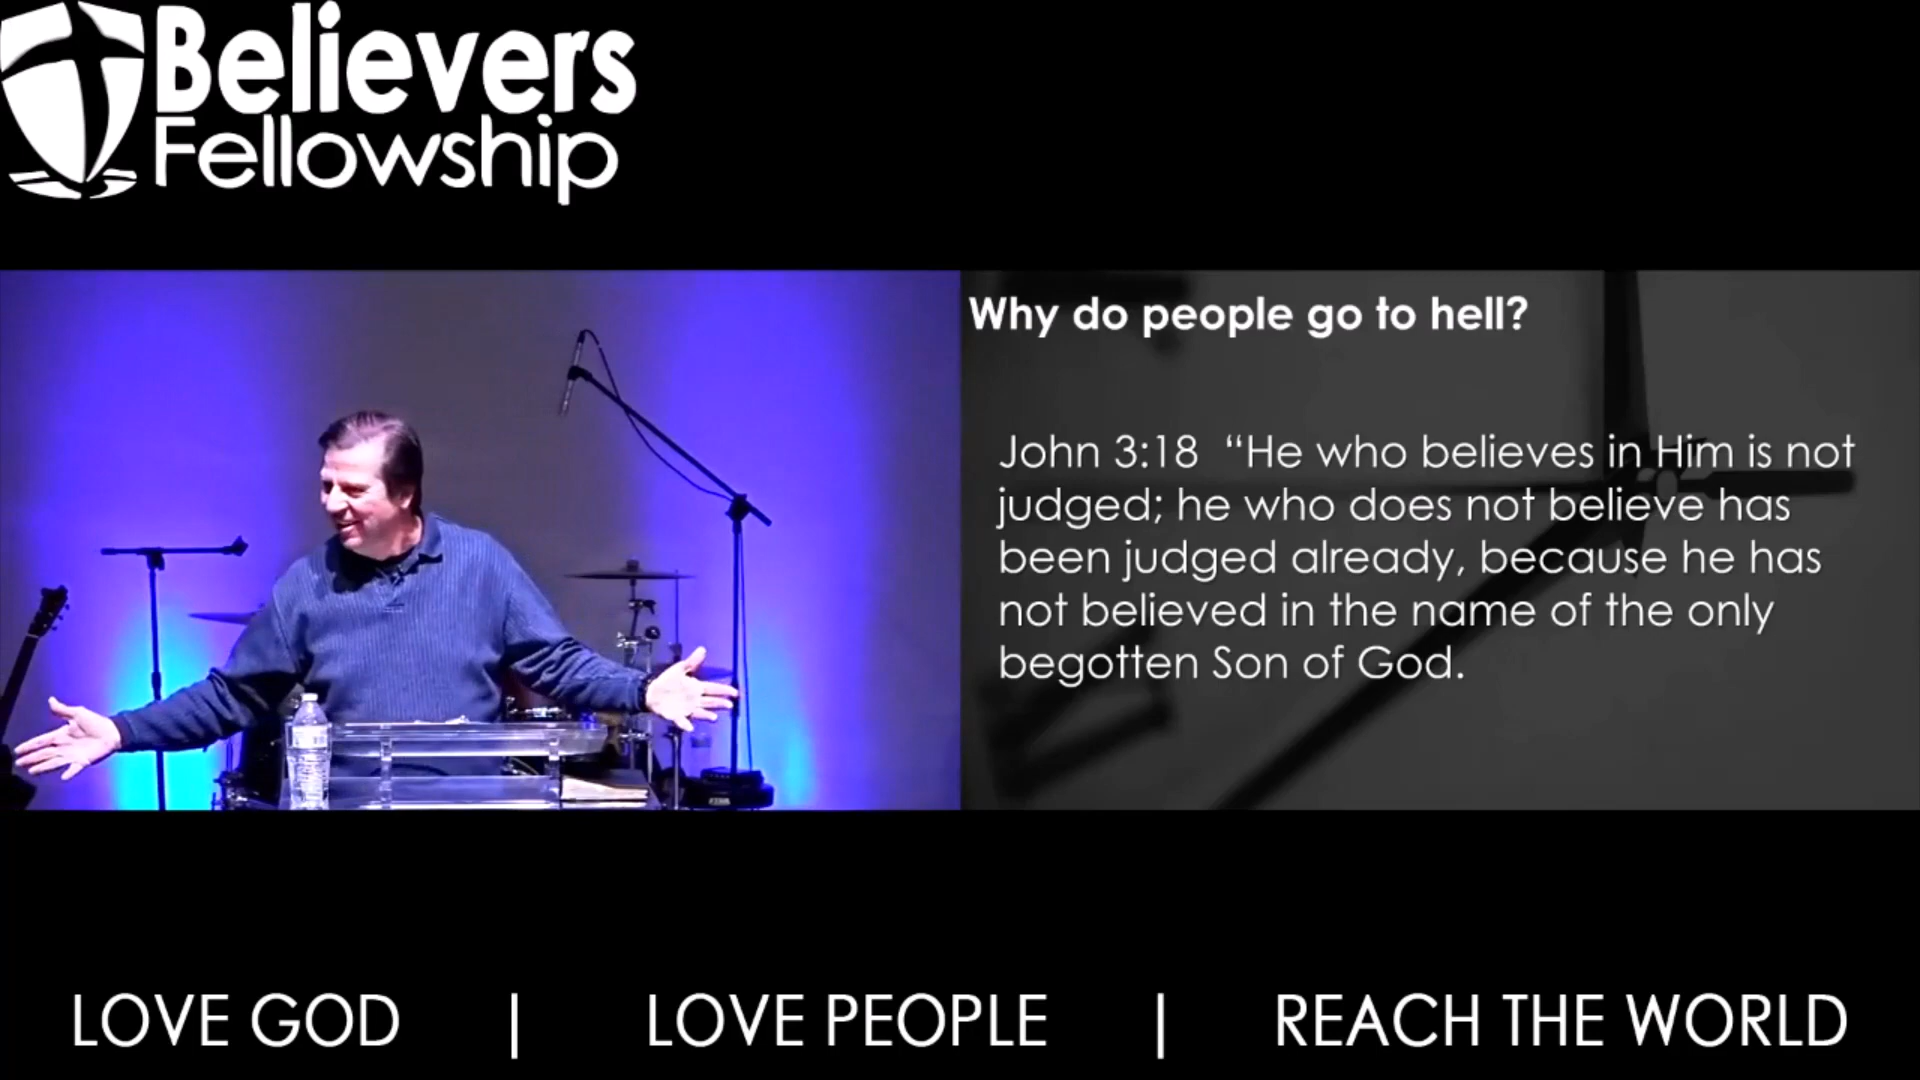 Believers
Fellowship
Why do people go to hell?
John 3:18 “He who believes in Him is not
judged; he who does not believe has
been judged already, because he has
not believed in the name of the only
begotten Son of God.
LOVE GOD | LOVE PEOPLE | REACH THE WORLD